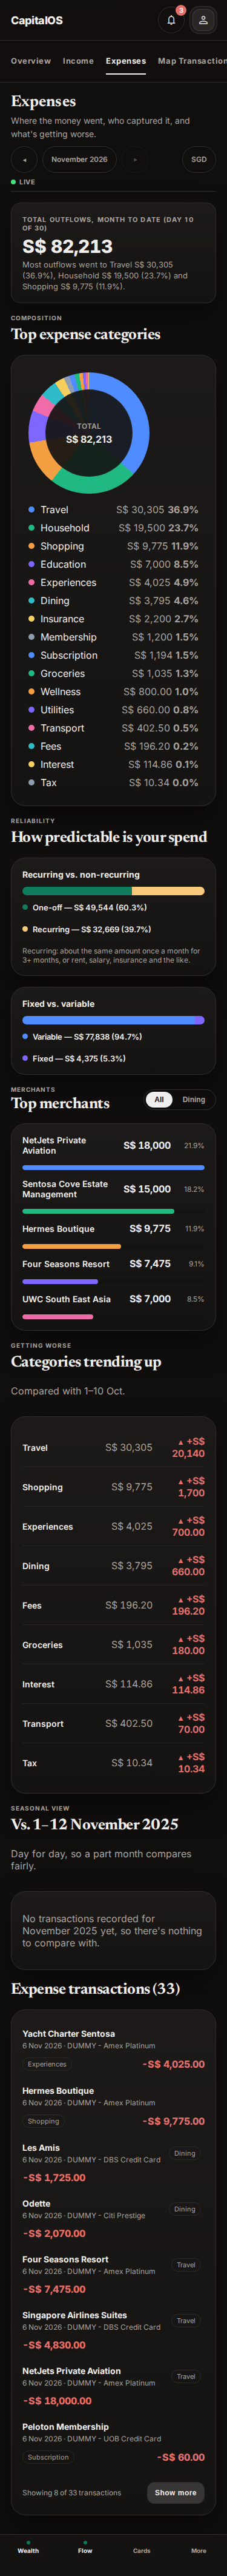 CapitalOS
3
Overview Income Expenses Map Transaction
Expenses
Where the money went, who captured it, and
what's getting worse.
November 2026
SGD
LIVE
TOTAL OUTFLOWS, MONTH TO DATE (DAY 10
OF 30)
S$ 82,213
Most outflows went to Travel S$ 30,305
(36.9%), Household S$ 19,500 (23.7%) and
Shopping S$ 9,775 (11.9%).
COMPOSITION
Top expense categories
TOTAL
S$ 82,213
Travel S$ 30,305 36.9%
Household S$ 19,500 23.7%
Shopping S$ 9,775 11.9%
Education S$ 7,000 8.5%
Experiences S$ 4,025 4.9%
Dining S$ 3,795 4.6%
Insurance S$ 2,200 2.7%
Membership S$ 1,200 1.5%
Subscription S$ 1,194 1.5%
Groceries S$ 1,035 1.3%
Wellness S$ 800.00 1.0%
Utilities S$ 660.00 0.8%
Transport S$ 402.50 0.5%
Fees S$ 196.20 0.2%
Interest S$ 114.86 0.1%
Tax S$ 10.34 0.0%
RELIABILITY
How predictable is your spend
Recurring vs. non-recurring
One-off — S$ 49,544 (60.3%)
Recurring — S$ 32,669 (39.7%)
Recurring: about the same amount once a month for
3+ months, or rent, salary, insurance and the like.
Fixed vs. variable
Variable — S$ 77,838 (94.7%)
Fixed — S$ 4,375 (5.3%)
MERCHANTS
Top merchants
All Dining
NetJets Private
Aviation
S$ 18,000 21.9%
Sentosa Cove Estate
Management
S$ 15,000 18.2%
Hermes Boutique S$ 9,775 11.9%
Four Seasons Resort S$ 7,475 9.1%
UWC South East Asia S$ 7,000 8.5%
GETTING WORSE
Categories trending up
Compared with 1–10 Oct.
Travel S$ 30,305 ▲ +S$
20,140
Shopping S$ 9,775 ▲ +S$
1,700
Experiences S$ 4,025 ▲ +S$
700.00
Dining S$ 3,795 ▲ +S$
660.00
Fees S$ 196.20 ▲ +S$
196.20
Groceries S$ 1,035 ▲ +S$
180.00
Interest S$ 114.86 ▲ +S$
114.86
Transport S$ 402.50 ▲ +S$
70.00
Tax S$ 10.34 ▲ +S$
10.34
SEASONAL VIEW
Vs. 1–12 November 2025
Day for day, so a part month compares
fairly.
No transactions recorded for
November 2025 yet, so there's nothing
to compare with.
Expense transactions (33)
Yacht Charter Sentosa
6 Nov 2026 · DUMMY - Amex Platinum
Experiences -S$ 4,025.00
Hermes Boutique
6 Nov 2026 · DUMMY - Amex Platinum
Shopping -S$ 9,775.00
Les Amis
6 Nov 2026 · DUMMY - DBS Credit Card
Dining
-S$ 1,725.00
Odette
6 Nov 2026 · DUMMY - Citi Prestige
Dining
-S$ 2,070.00
Four Seasons Resort
6 Nov 2026 · DUMMY - Amex Platinum
Travel
-S$ 7,475.00
Singapore Airlines Suites
6 Nov 2026 · DUMMY - DBS Credit Card
Travel
-S$ 4,830.00
NetJets Private Aviation
6 Nov 2026 · DUMMY - Amex Platinum
Travel
-S$ 18,000.00
Peloton Membership
6 Nov 2026 · DUMMY - UOB Credit Card
Subscription -S$ 60.00
Showing 8 of 33 transactions
Show more
Wealth Flow Cards More